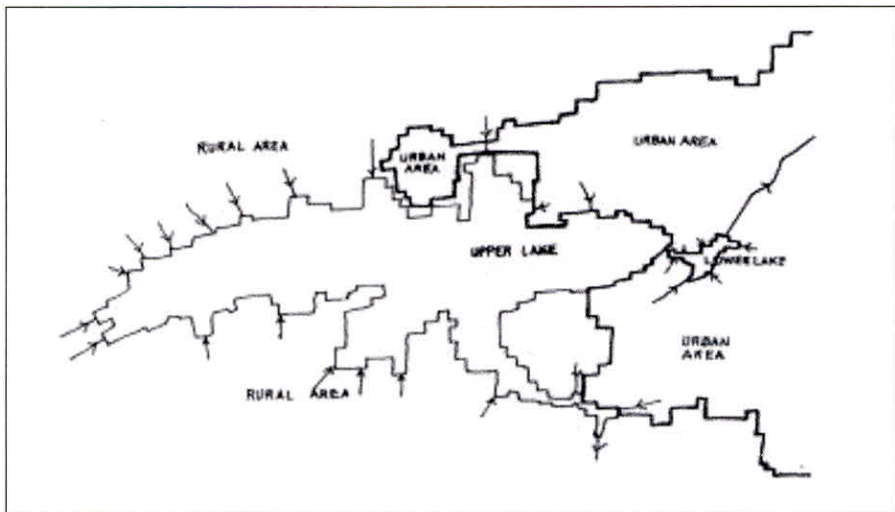 RURAL AREA
URBAN
AREA
URBAN AREA
UPPER LAKE
LOWER LAKE
URBAN
AREA
RURAL AREA